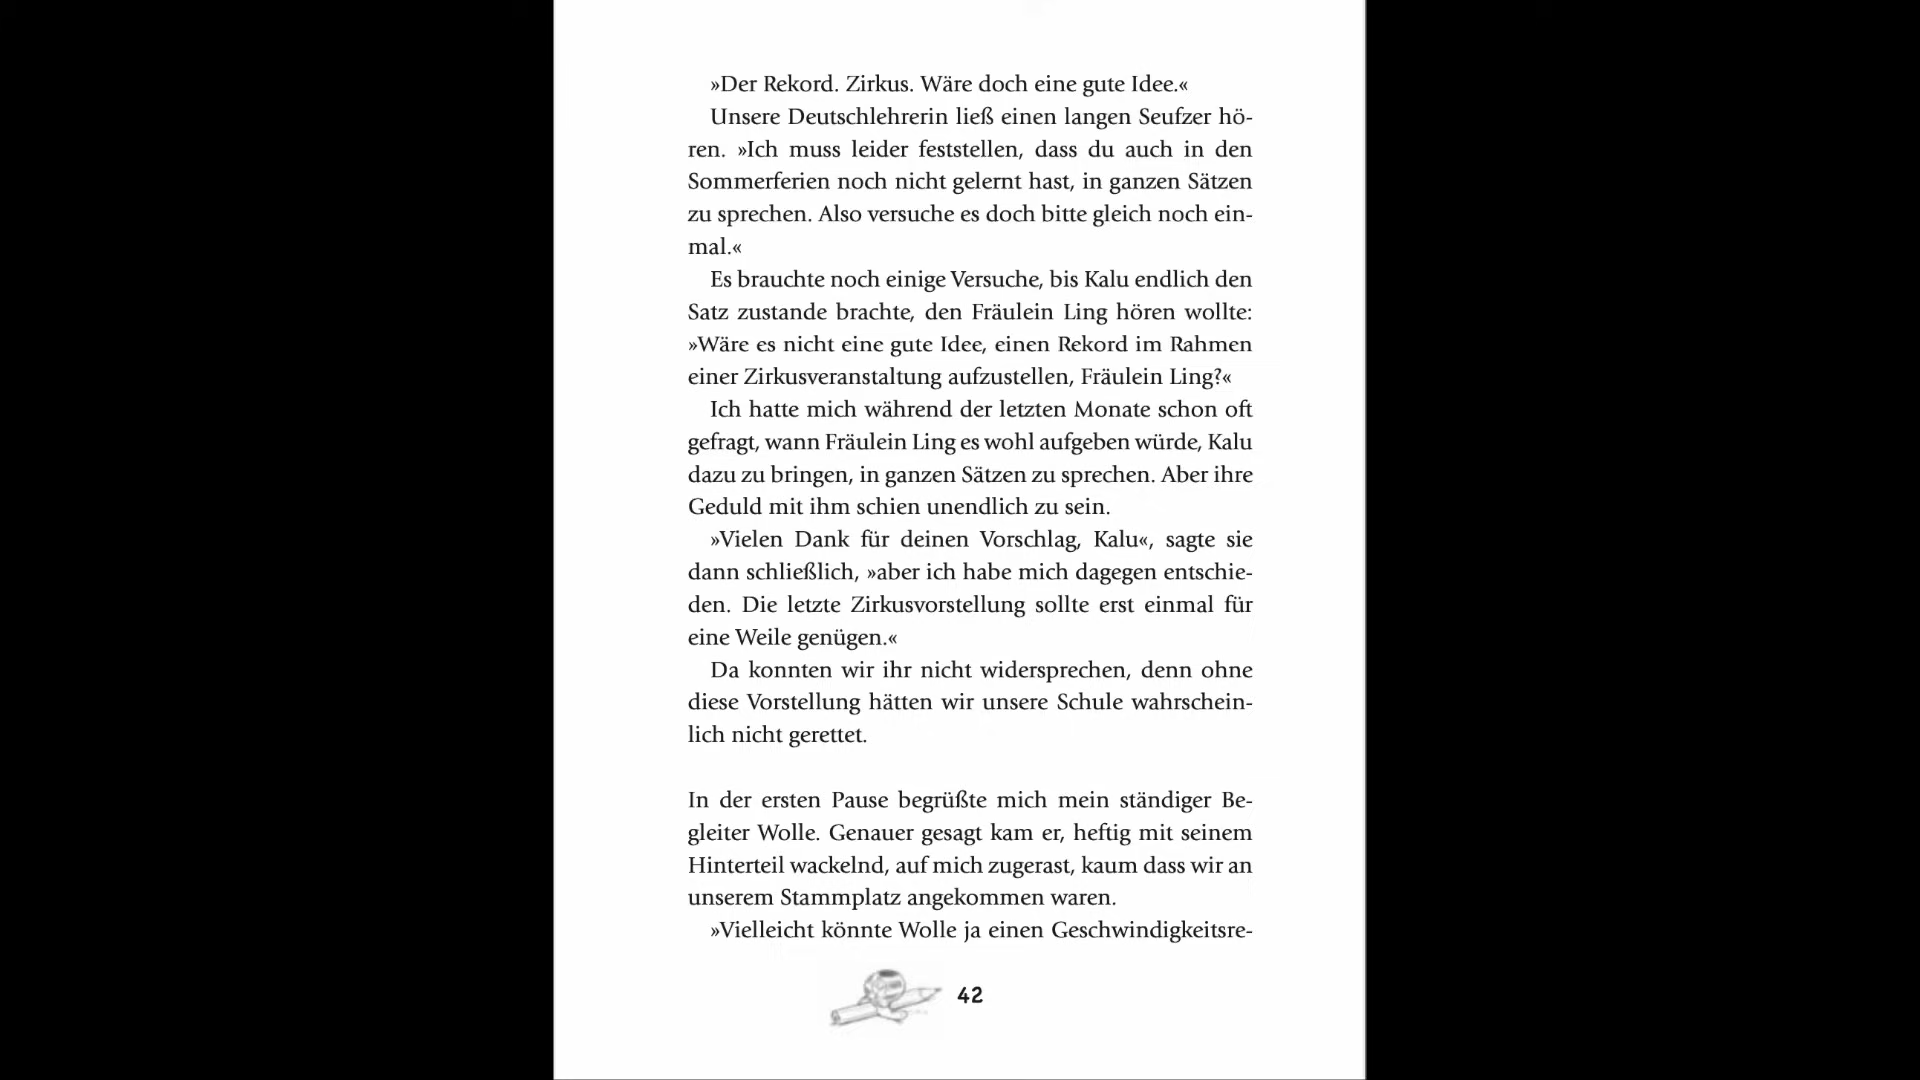 »Der Rekord. Zirkus. Wäre doch eine gute Idee.«
Unsere Deutschlehrerin ließ einen langen Seufzer hö-
ren. »Ich muss leider feststellen, dass du auch in den
Sommerferien noch nicht gelernt hast, in ganzen Sätzen
zu sprechen. Also versuche es doch bitte gleich noch ein-
mal.«
Es brauchte noch einige Versuche, bis Kalu endlich den
Satz zustande brachte, den Fräulein Ling hören wollte:
»Wäre es nicht eine gute Idee, einen Rekord im Rahmen
einer Zirkusveranstaltung aufzustellen, Fräulein Ling?«
Ich hatte mich während der letzten Monate schon oft
gefragt, wann Fräulein Ling es wohl aufgeben würde, Kalu
dazu zu bringen, in ganzen Sätzen zu sprechen. Aber ihre
Geduld mit ihm schien unendlich zu sein.
»Vielen Dank für deinen Vorschlag, Kalu«, sagte sie
dann schließlich, »aber ich habe mich dagegen entschie-
den. Die letzte Zirkusvorstellung sollte erst einmal für
eine Weile genügen.«
Da konnten wir ihr nicht widersprechen, denn ohne
diese Vorstellung hätten wir unsere Schule wahrschein-
lich nicht gerettet.
In der ersten Pause begrüßte mich mein ständiger Be-
gleiter Wolle. Genauer gesagt kam er, heftig mit seinem
Hinterteil wackelnd, auf mich zugerast, kaum dass wir an
unserem Stammplatz angekommen waren.
»Vielleicht könnte Wolle ja einen Geschwindigkeitsre-
42